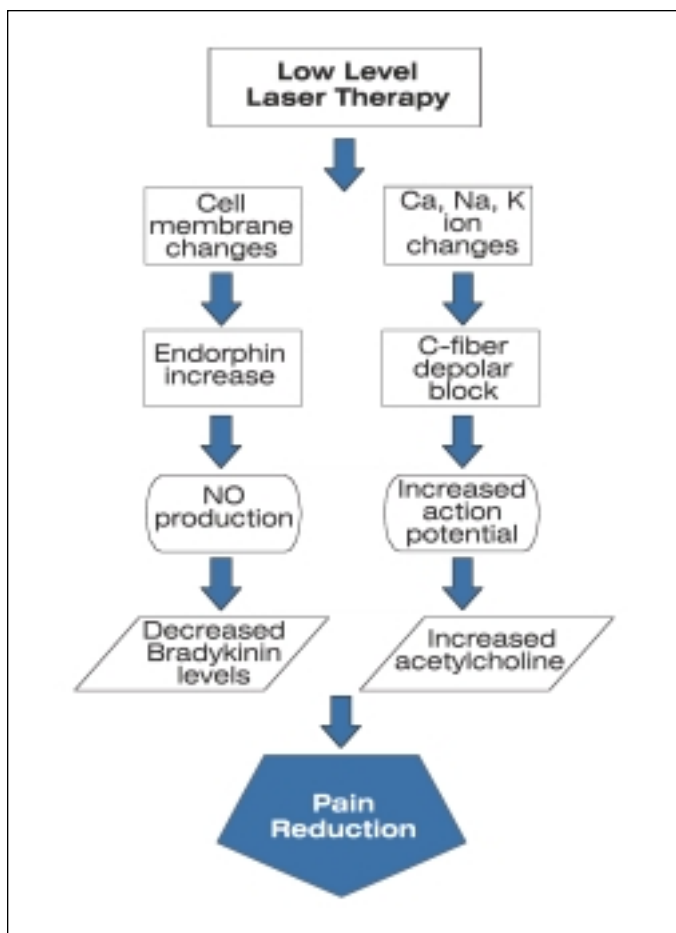 Low Level
Laser Therapy
Cell
membrane
changes
Ca, Na, K
ion
changes
Endorphin
increase
C-fiber
depolar
block
NO
production
Increased
action
potential
Decreased
Bradykinin
levels
Increased
acetylcholine
Pain
Reduction